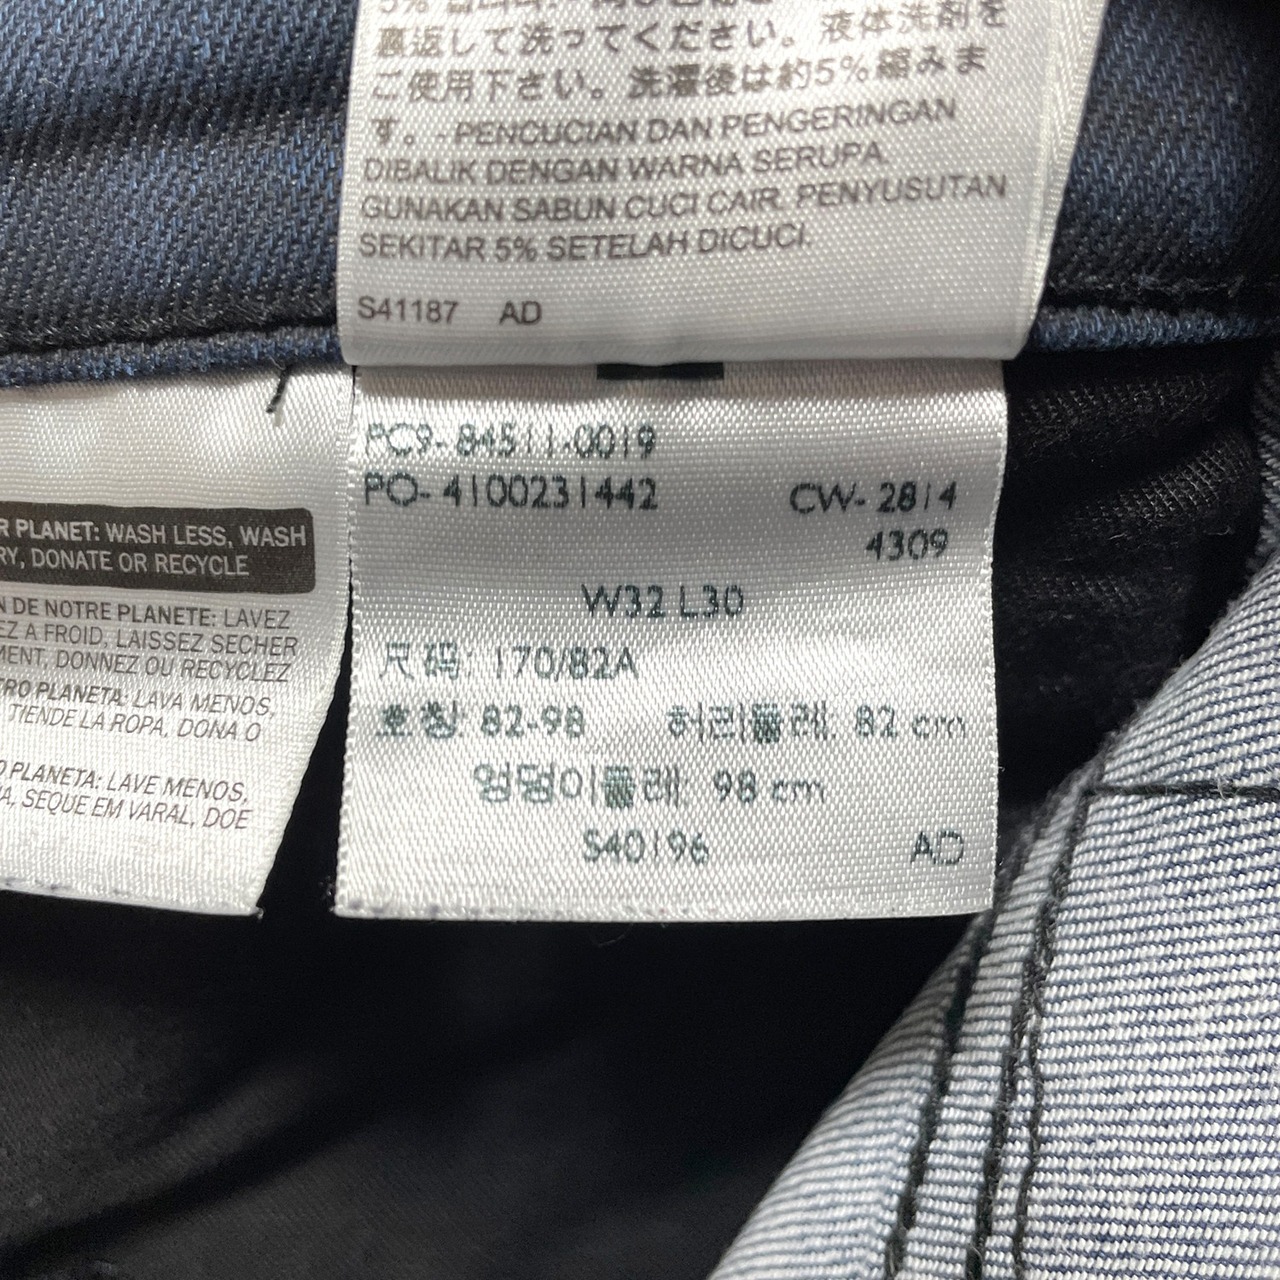 裏返して洗ってください。液体洗剤を
ご使用下さい。洗濯後は約5%縮みま
す。- PENCUCIAN DAN PENGERINGAN
DIBALIK DENGAN WARNA SERUPA.
GUNAKAN SABUN CUCI CAIR. PENYUSUTAN
SEKITAR 5% SETELAH DICUCI.
S41187 AD
PC9-84511-0019
PO-4100231442 CW-2814
4309
W32 L30
尺码: 170/82A
호칭 82-98 허리둘레: 82 cm
엉덩이둘레: 98 cm
S40196 AD
R PLANET: WASH LESS, WASH
RY, DONATE OR RECYCLE
N DE NOTRE PLANETE: LAVEZ
EZ A FROID, LAISSEZ SECHER
MENT, DONNEZ OU RECYCLEZ
TRO PLANETA: LAVA MENOS,
TIENDE LA ROPA, DONA O
O PLANETA: LAVE MENOS,
A, SEQUE EM VARAL, DOE